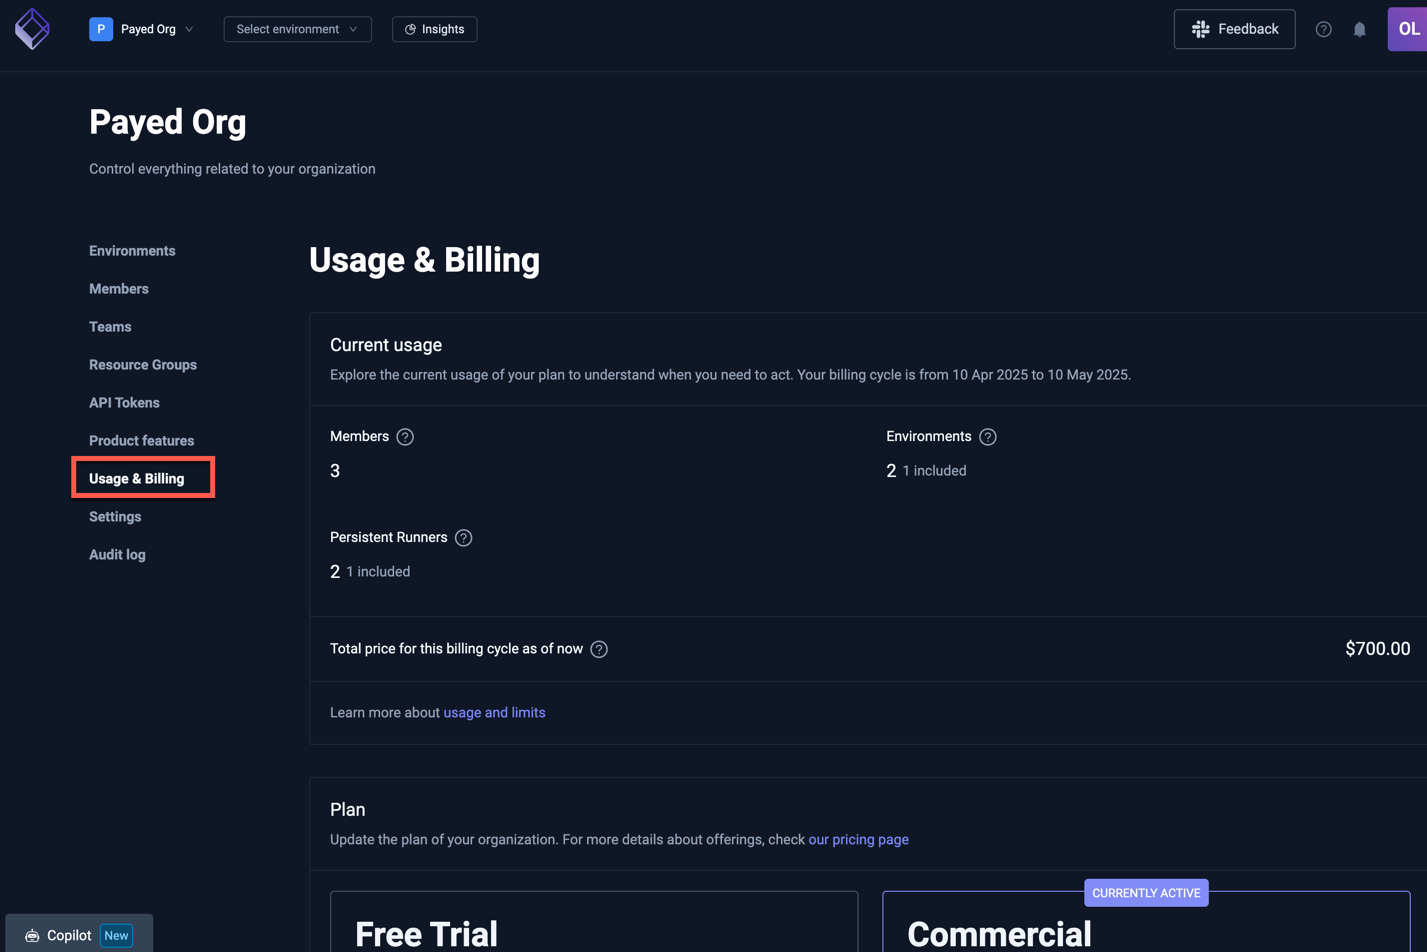 P Payed Org Select environment Insights Feedback ? OL
Payed Org
Control everything related to your organization
Environments
Members
Teams
Resource Groups
API Tokens
Product features
Usage & Billing
Settings
Audit log
Usage & Billing
Current usage
Explore the current usage of your plan to understand when you need to act. Your billing cycle is from 10 Apr 2025 to 10 May 2025.
Members ? Environments ?
3 2 1 included
Persistent Runners ?
2 1 included
Total price for this billing cycle as of now ? $700.00
Learn more about usage and limits
Plan
Update the plan of your organization. For more details about offerings, check our pricing page
CURRENTLY ACTIVE
Free Trial Commercial
Copilot New